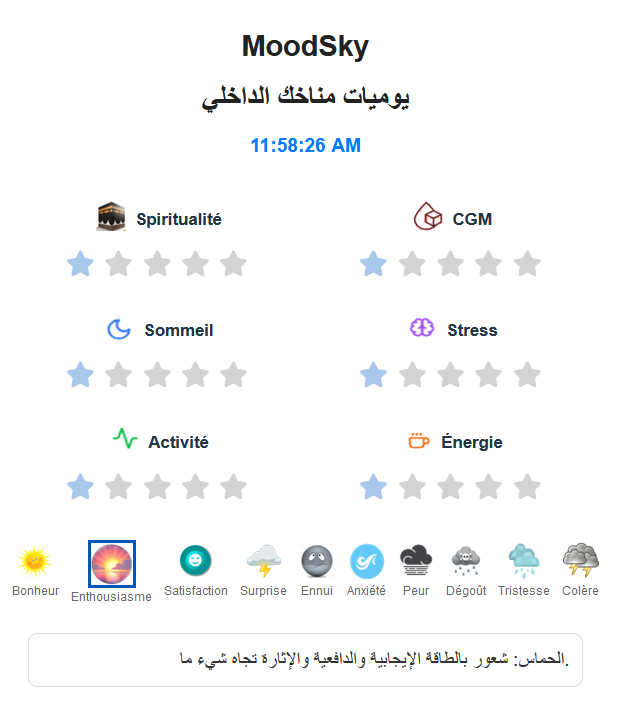 MoodSky
يوميات مناخك الداخلي
11:58:26 AM
Spiritualité
CGM
Sommeil
Stress
Activité
Énergie
Bonheur
Enthousiasme
Satisfaction
Surprise
Ennui
Anxiété
Peur
Dégoût
Tristesse
Colère
الحماس: شعور بالطاقة الإيجابية والدافعية والإثارة تجاه شيء ما.